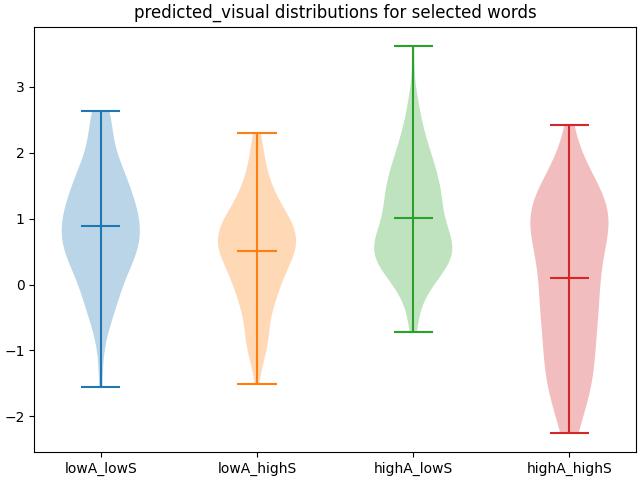 predicted_visual distributions for selected words
3
2
1
0
−1
−2
lowA_lowS
lowA_highS
highA_lowS
highA_highS